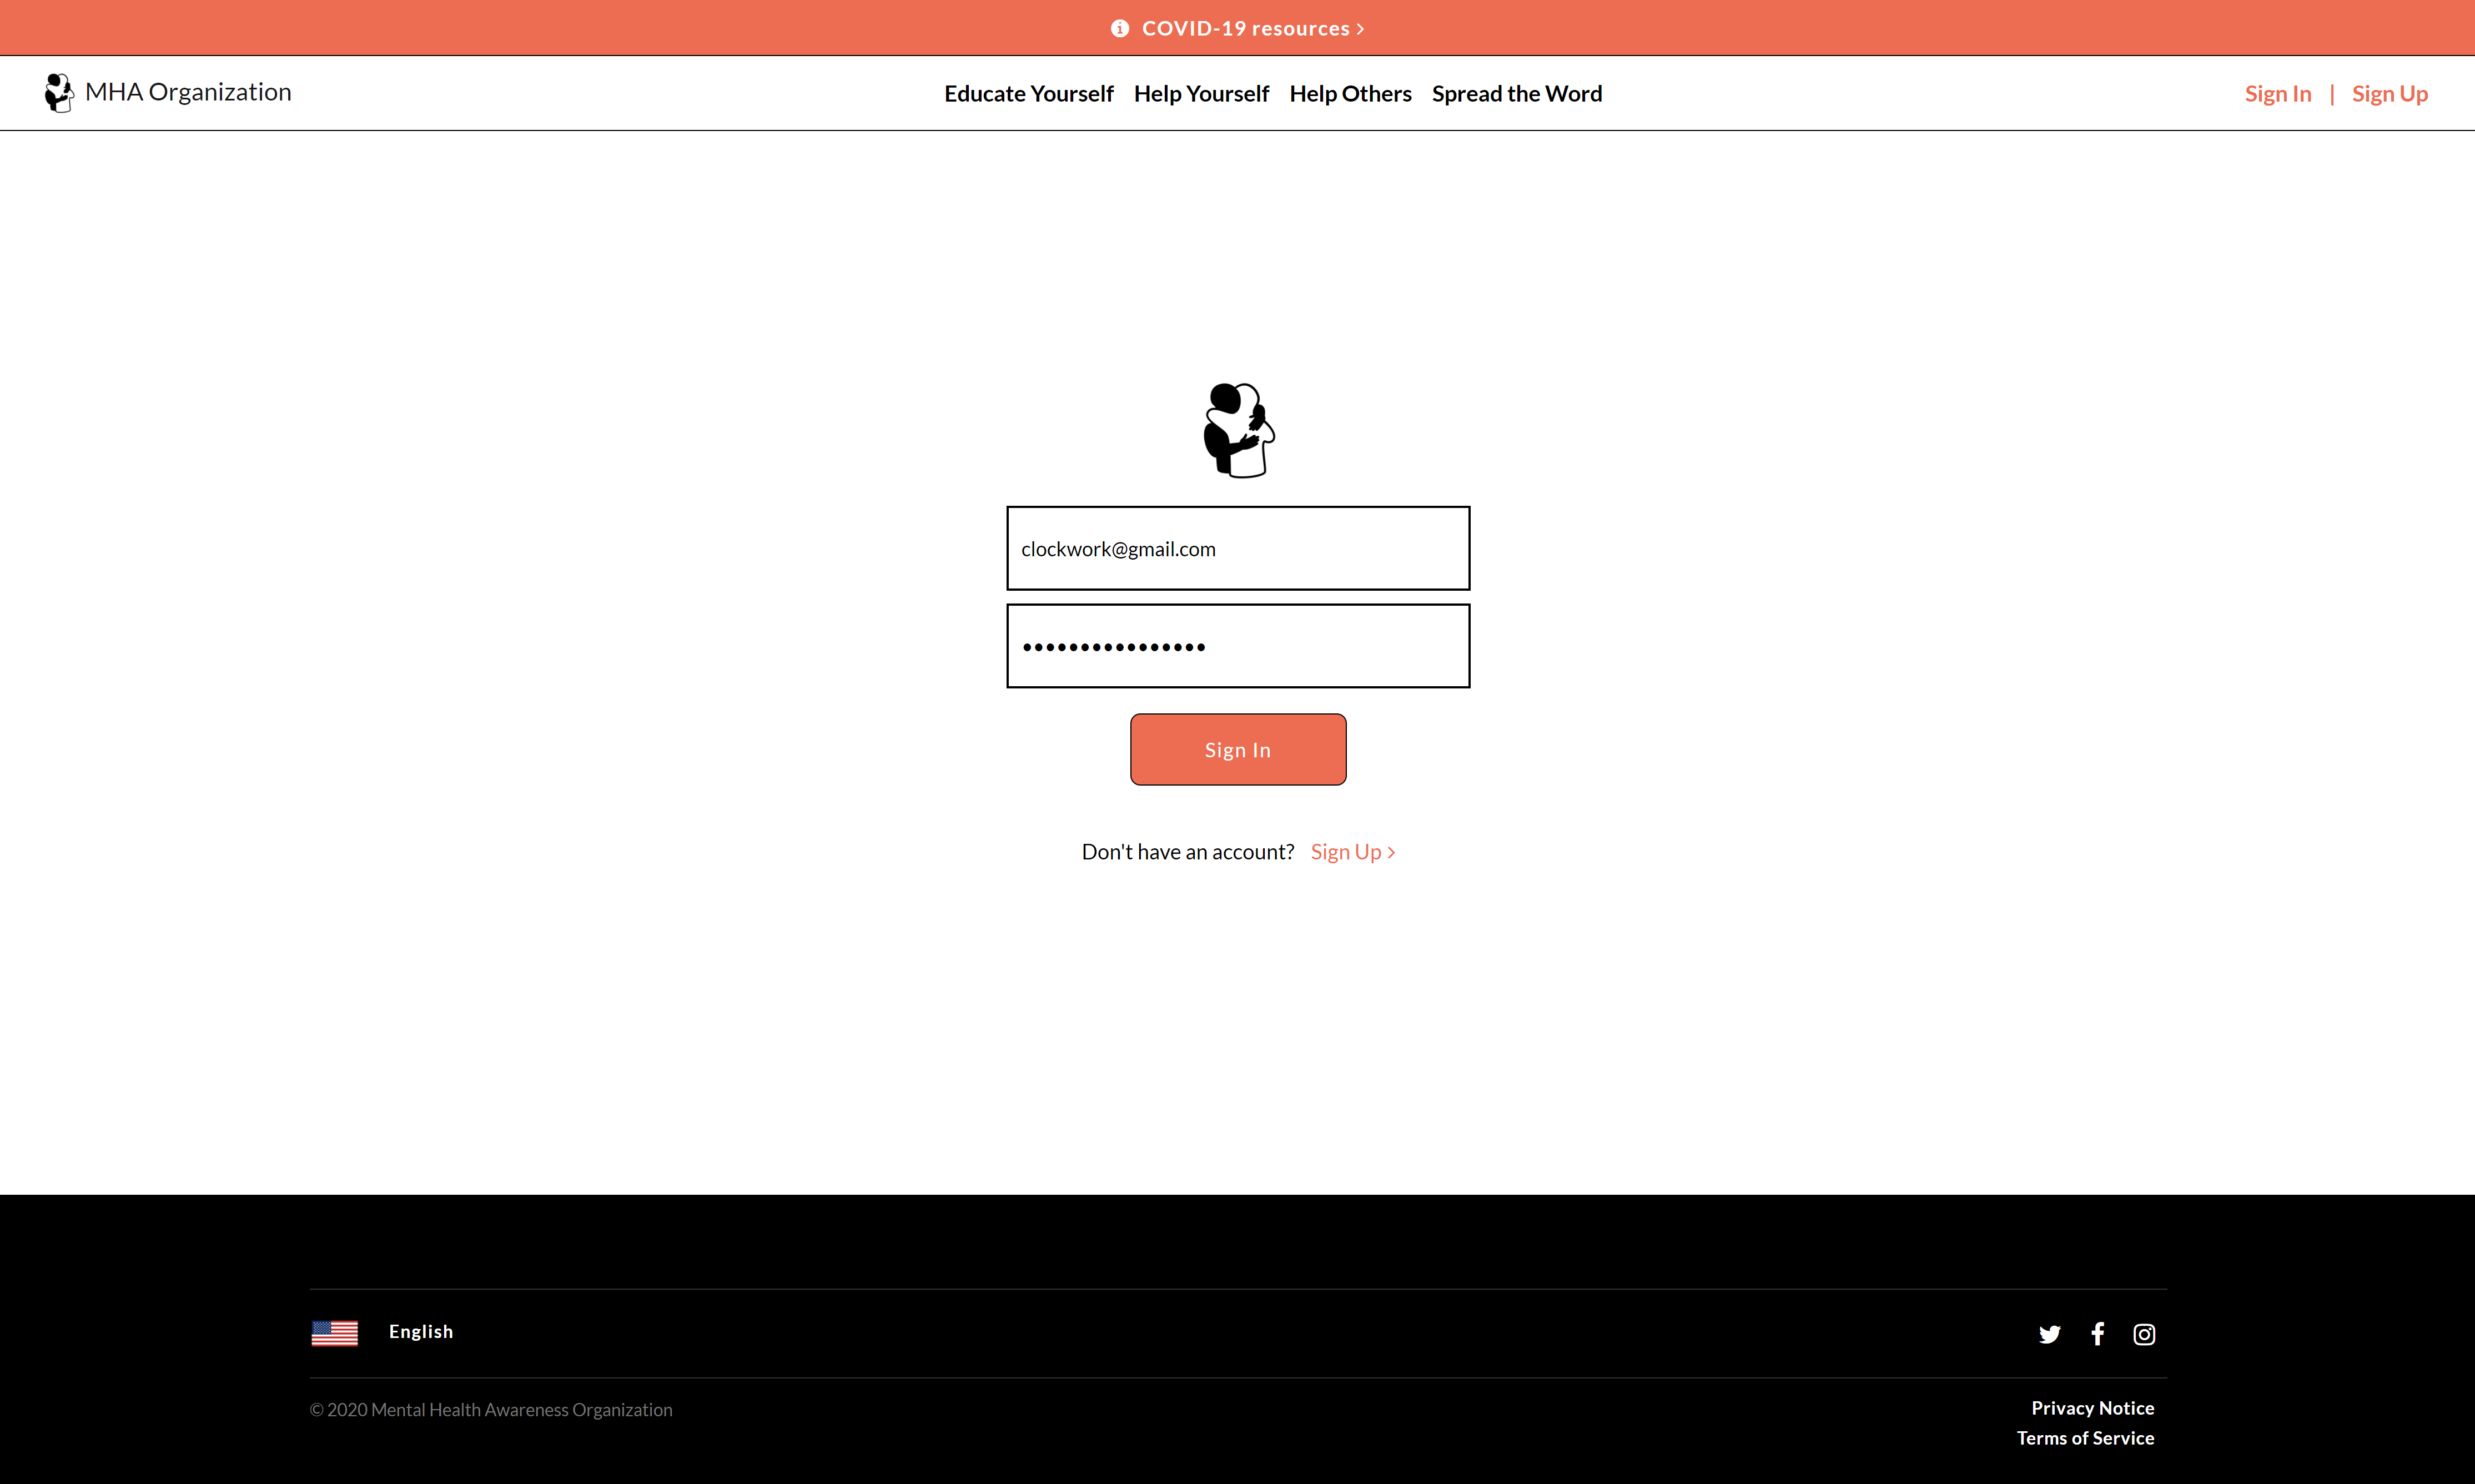 COVID-19 resources >
MHA Organization
Educate Yourself Help Yourself Help Others Spread the Word
Sign In | Sign Up
clockwork@gmail.com
••••••••••••••••
Sign In
Don't have an account? Sign Up >
English
© 2020 Mental Health Awareness Organization
Privacy Notice
Terms of Service